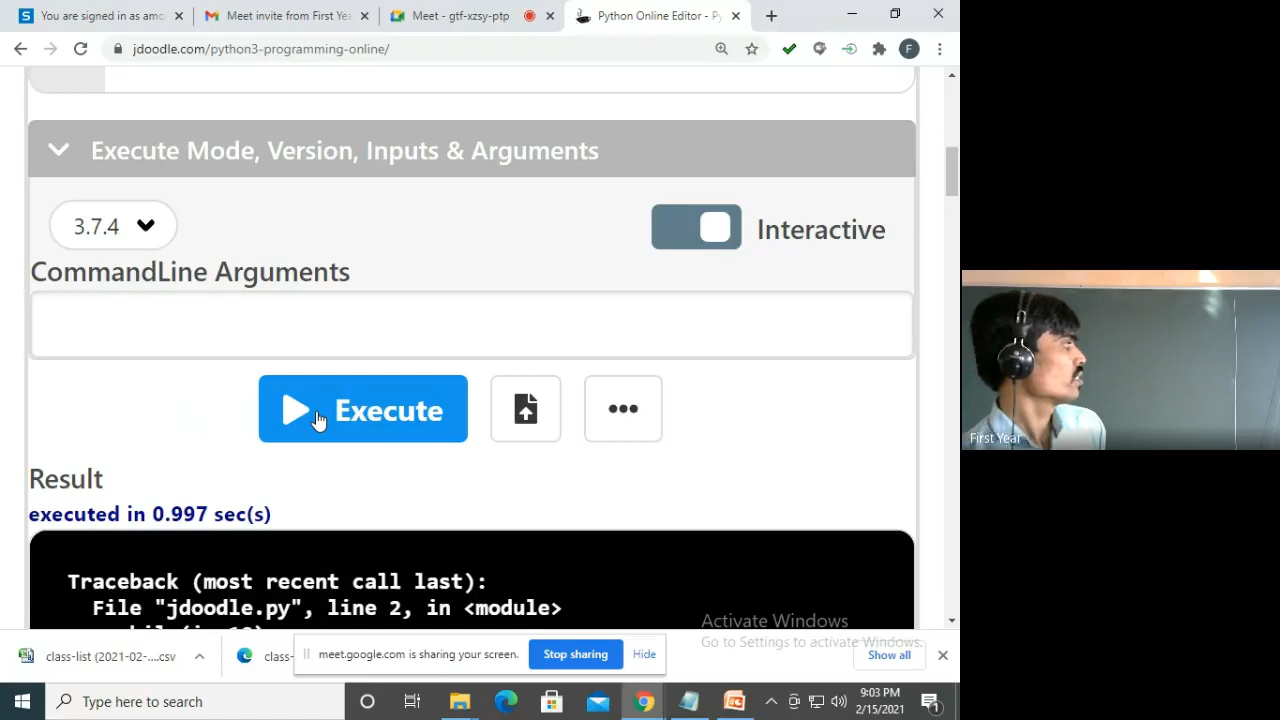 You are signed in as amo
Meet invite from First Yea
Meet - gtf-xzsy-ptp
Python Online Editor - Py
jdoodle.com/python3-programming-online/
F
Execute Mode, Version, Inputs & Arguments
3.7.4
Interactive
CommandLine Arguments
Execute
Result
executed in 0.997 sec(s)
Traceback (most recent call last):
File "jdoodle.py", line 2, in <module>
Activate Windows
Go to Settings to activate Windows.
class-list (2021-02-....csv
class-
meet.google.com is sharing your screen.
Stop sharing
Hide
Show all
Type here to search
9:03 PM
2/15/2021
1
First Year